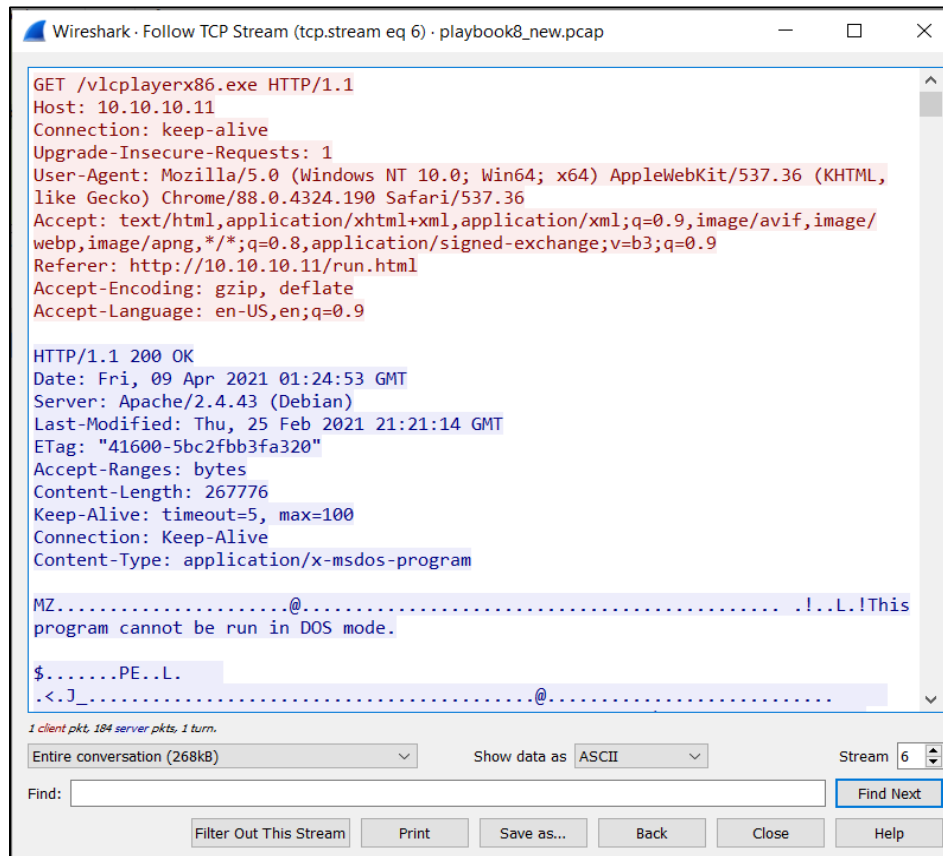 Wireshark · Follow TCP Stream (tcp.stream eq 6) · playbook8_new.pcap
GET /vlcplayerx86.exe HTTP/1.1
Host: 10.10.10.11
Connection: keep-alive
Upgrade-Insecure-Requests: 1
User-Agent: Mozilla/5.0 (Windows NT 10.0; Win64; x64) AppleWebKit/537.36 (KHTML,
like Gecko) Chrome/88.0.4324.190 Safari/537.36
Accept: text/html,application/xhtml+xml,application/xml;q=0.9,image/avif,image/
webp,image/apng,*/*;q=0.8,application/signed-exchange;v=b3;q=0.9
Referer: http://10.10.10.11/run.html
Accept-Encoding: gzip, deflate
Accept-Language: en-US,en;q=0.9
HTTP/1.1 200 OK
Date: Fri, 09 Apr 2021 01:24:53 GMT
Server: Apache/2.4.43 (Debian)
Last-Modified: Thu, 25 Feb 2021 21:21:14 GMT
ETag: "41600-5bc2fbb3fa320"
Accept-Ranges: bytes
Content-Length: 267776
Keep-Alive: timeout=5, max=100
Connection: Keep-Alive
Content-Type: application/x-msdos-program
MZ......................@............................................. .!..L.!This
program cannot be run in DOS mode.
$.......PE..L.
.<.J_...........................................@...........................
1 client pkt, 184 server pkts, 1 turn.
Entire conversation (268kB) Show data as ASCII Stream 6
Find: Find Next
Filter Out This Stream Print Save as... Back Close Help